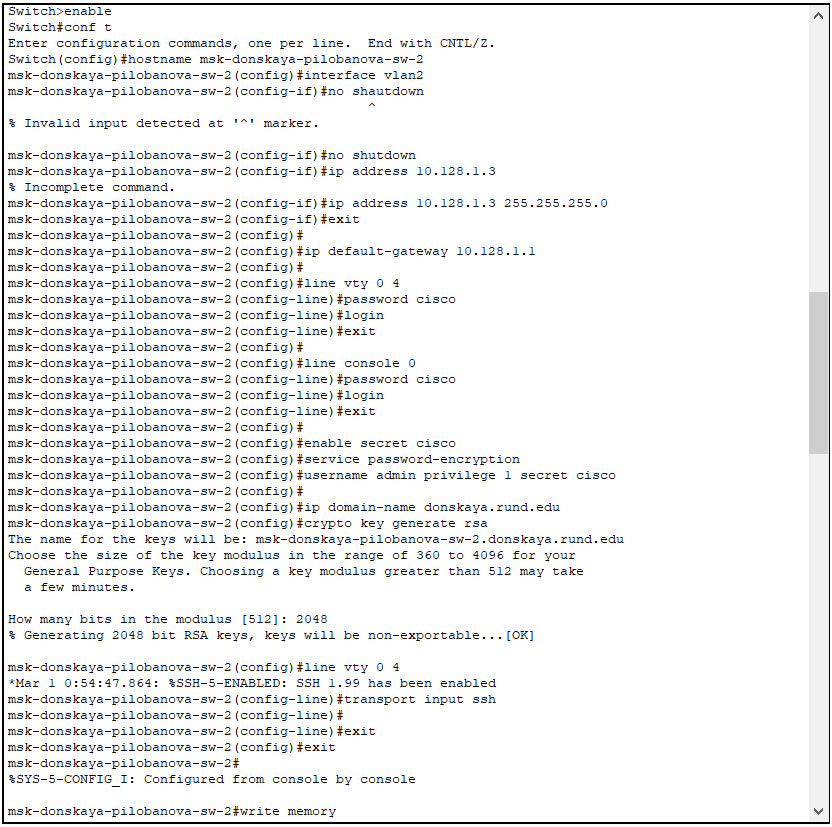 Switch>enable
Switch#conf t
Enter configuration commands, one per line.  End with CNTL/Z.
Switch(config)#hostname msk-donskaya-pilobanova-sw-2
msk-donskaya-pilobanova-sw-2(config)#interface vlan2
msk-donskaya-pilobanova-sw-2(config-if)#no shautdown
^
% Invalid input detected at '^' marker.

msk-donskaya-pilobanova-sw-2(config-if)#no shutdown
msk-donskaya-pilobanova-sw-2(config-if)#ip address 10.128.1.3
% Incomplete command.
msk-donskaya-pilobanova-sw-2(config-if)#ip address 10.128.1.3 255.255.255.0
msk-donskaya-pilobanova-sw-2(config-if)#exit
msk-donskaya-pilobanova-sw-2(config)#
msk-donskaya-pilobanova-sw-2(config)#ip default-gateway 10.128.1.1
msk-donskaya-pilobanova-sw-2(config)#
msk-donskaya-pilobanova-sw-2(config)#line vty 0 4
msk-donskaya-pilobanova-sw-2(config-line)#password cisco
msk-donskaya-pilobanova-sw-2(config-line)#login
msk-donskaya-pilobanova-sw-2(config-line)#exit
msk-donskaya-pilobanova-sw-2(config)#
msk-donskaya-pilobanova-sw-2(config)#line console 0
msk-donskaya-pilobanova-sw-2(config-line)#password cisco
msk-donskaya-pilobanova-sw-2(config-line)#login
msk-donskaya-pilobanova-sw-2(config-line)#exit
msk-donskaya-pilobanova-sw-2(config)#
msk-donskaya-pilobanova-sw-2(config)#enable secret cisco
msk-donskaya-pilobanova-sw-2(config)#service password-encryption
msk-donskaya-pilobanova-sw-2(config)#username admin privilege 1 secret cisco
msk-donskaya-pilobanova-sw-2(config)#
msk-donskaya-pilobanova-sw-2(config)#ip domain-name donskaya.rund.edu
msk-donskaya-pilobanova-sw-2(config)#crypto key generate rsa
The name for the keys will be: msk-donskaya-pilobanova-sw-2.donskaya.rund.edu
Choose the size of the key modulus in the range of 360 to 4096 for your
  General Purpose Keys. Choosing a key modulus greater than 512 may take
  a few minutes.

How many bits in the modulus [512]: 2048
% Generating 2048 bit RSA keys, keys will be non-exportable...[OK]

msk-donskaya-pilobanova-sw-2(config)#line vty 0 4
*Mar 1 0:54:47.864: %SSH-5-ENABLED: SSH 1.99 has been enabled
msk-donskaya-pilobanova-sw-2(config-line)#transport input ssh
msk-donskaya-pilobanova-sw-2(config-line)#
msk-donskaya-pilobanova-sw-2(config-line)#exit
msk-donskaya-pilobanova-sw-2(config)#exit
msk-donskaya-pilobanova-sw-2#
%SYS-5-CONFIG_I: Configured from console by console

msk-donskaya-pilobanova-sw-2#write memory